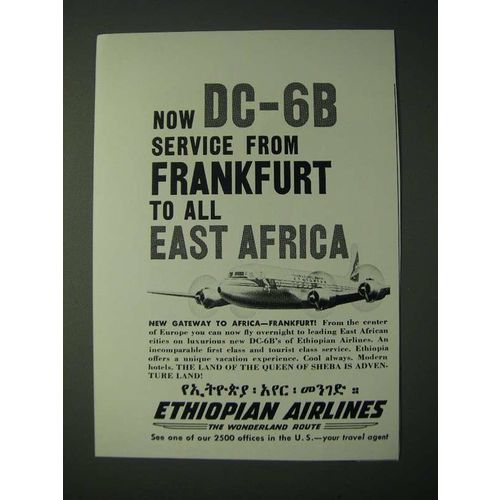 NOW DC-6B
SERVICE FROM
FRANKFURT
TO ALL
EAST AFRICA
NEW GATEWAY TO AFRICA—FRANKFURT! From the center
of Europe you can now fly overnight to leading East African
cities on luxurious new DC-6B's of Ethiopian Airlines. An
incomparable first class and tourist class service. Ethiopia
offers a unique vacation experience. Cool always. Modern
hotels. THE LAND OF THE QUEEN OF SHEBA IS ADVEN-
TURE LAND!
የኢትዮጵያ፡አየር፡መንገድ።
ETHIOPIAN AIRLINES
THE WONDERLAND ROUTE
See one of our 2500 offices in the U.S.—your travel agent